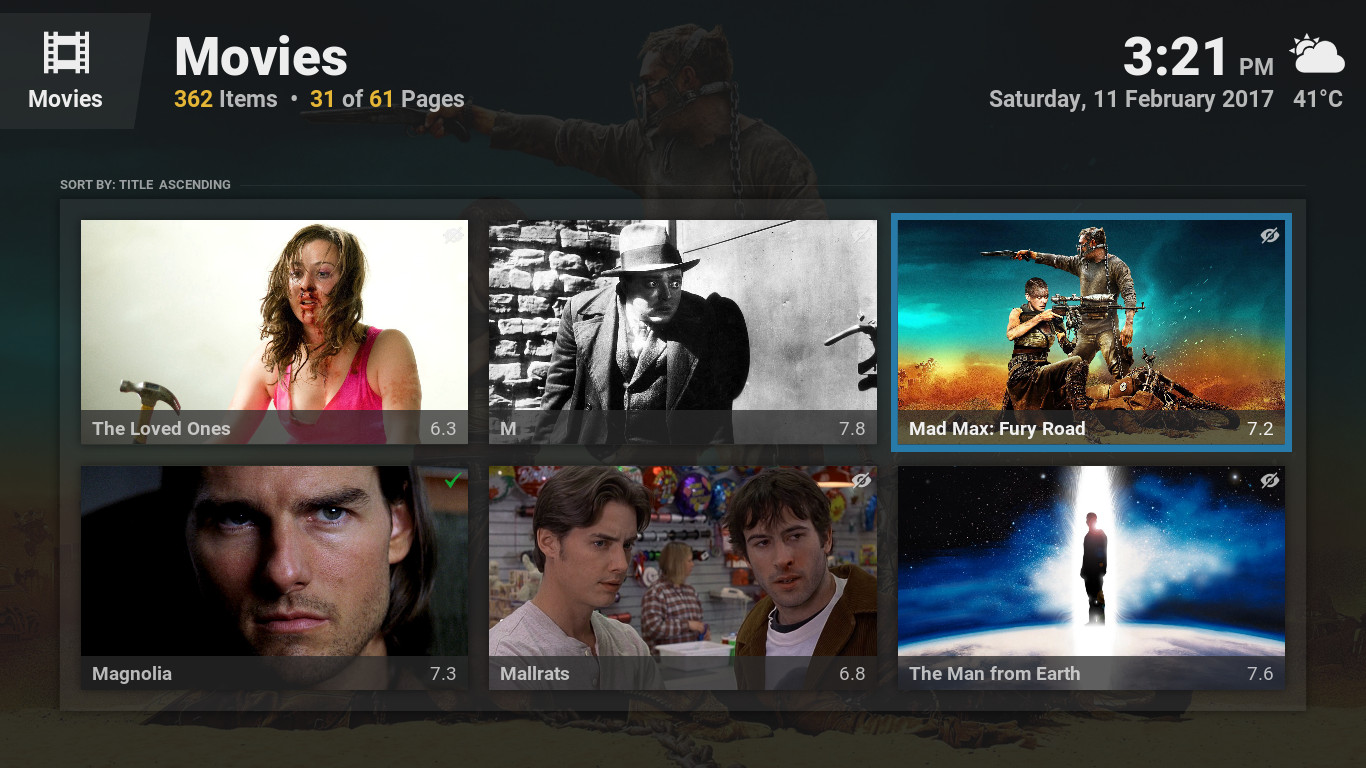 Movies
Movies
362 Items • 31 of 61 Pages
3:21 PM
Saturday, 11 February 2017 41°C
SORT BY: TITLE ASCENDING
The Loved Ones 6.3
M 7.8
Mad Max: Fury Road 7.2
Magnolia 7.3
Mallrats 6.8
The Man from Earth 7.6